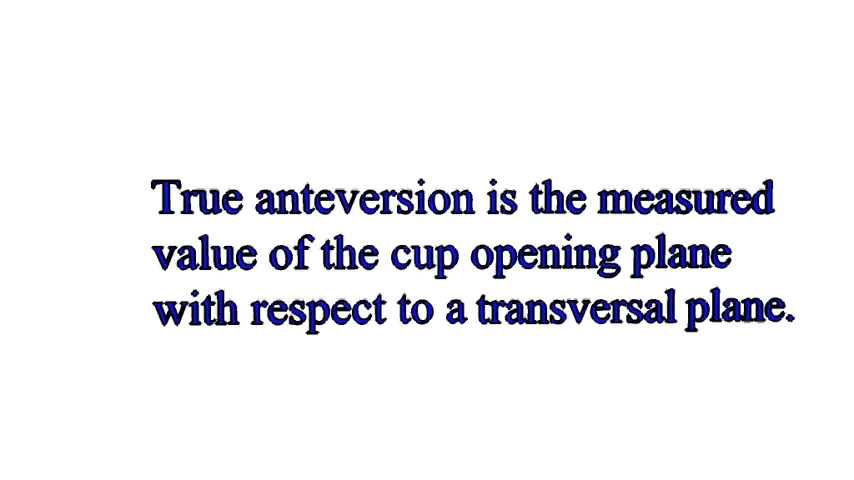 True anteversion is the measured
value of the cup opening plane
with respect to a transversal plane.